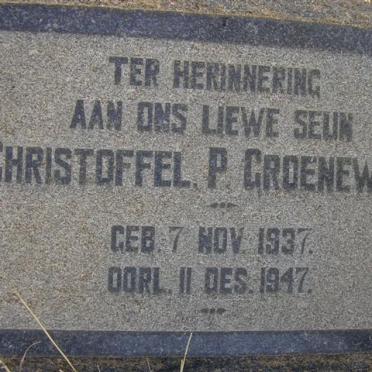 TER HERINNERING
AAN ONS LIEWE SEUN
CHRISTOFFEL. P. GROENEW
GEB. 7 NOV. 1937.
OORL. 11 DES. 1947.